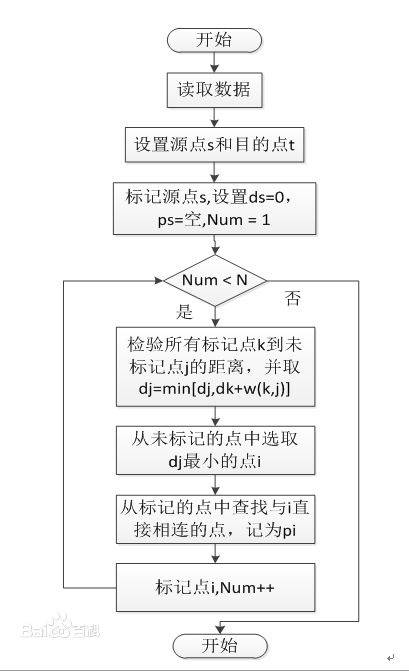 开始
读取数据
设置源点s和目的点t
标记源点s,设置ds=0，
ps=空,Num = 1
Num < N
否
是
检验所有标记点k到未
标记点j的距离，并取
dj=min[dj,dk+w(k,j)]
从未标记的点中选取
dj最小的点i
从标记的点中查找与i直
接相连的点，记为pi
标记点i,Num++
Bai百科
开始